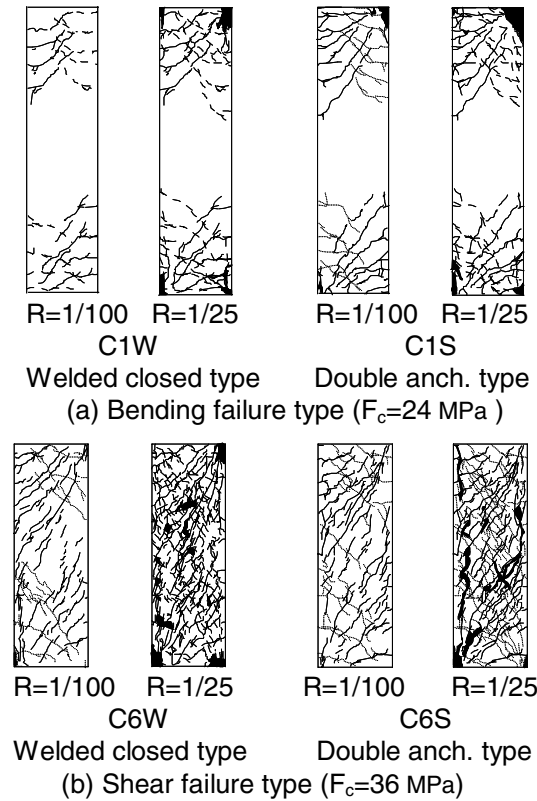 R=1/100 R=1/25 R=1/100 R=1/25
C1W C1S
Welded closed type Double anch. type
(a) Bending failure type (Fc=24 MPa )
R=1/100 R=1/25 R=1/100 R=1/25
C6W C6S
Welded closed type Double anch. type
(b) Shear failure type (Fc=36 MPa)